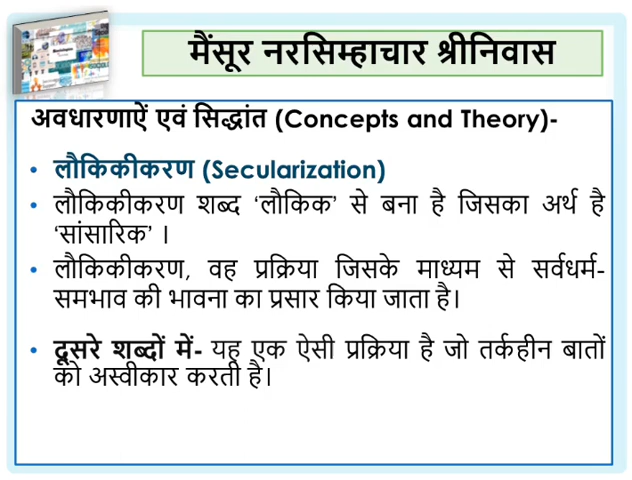 मैंसूर नरसिम्हाचार श्रीनिवास
अवधारणाऐं एवं सिद्धांत (Concepts and Theory)-
• लौकिकीकरण (Secularization)
• लौकिकीकरण शब्द ‘लौकिक’ से बना है जिसका अर्थ है
‘सांसारिक’ ।
• लौकिकीकरण, वह प्रक्रिया जिसके माध्यम से सर्वधर्म-
समभाव की भावना का प्रसार किया जाता है।
• दूसरे शब्दों में- यह एक ऐसी प्रक्रिया है जो तर्कहीन बातों
को अस्वीकार करती है।